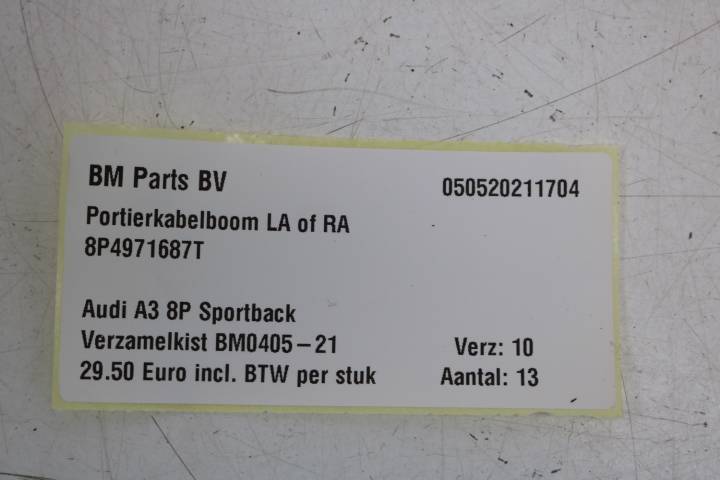 BM Parts BV 050520211704
Portierkabelboom LA of RA
8P4971687T
Audi A3 8P Sportback
Verzamelkist BM0405-21 Verz: 10
29.50 Euro incl. BTW per stuk Aantal: 13